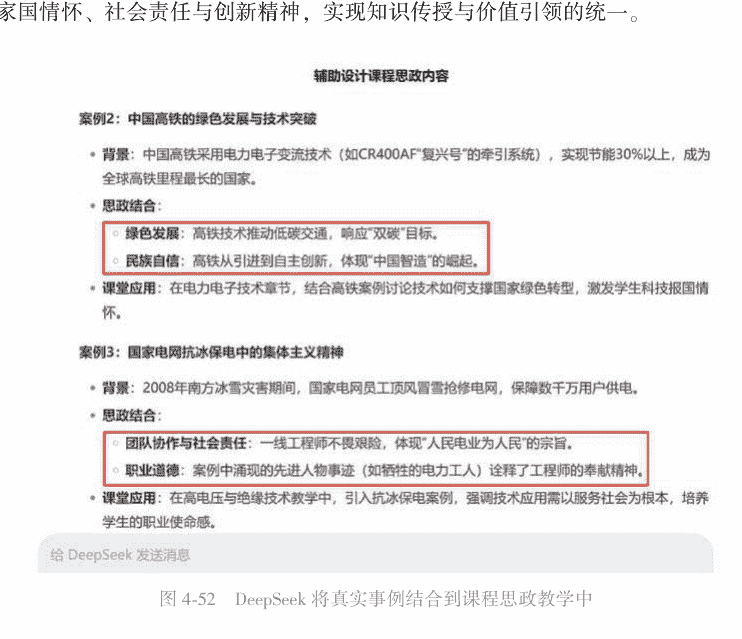 家国情怀、社会责任与创新精神，实现知识传授与价值引领的统一。
辅助设计课程思政内容
案例2：中国高铁的绿色发展与技术突破
• 背景：中国高铁采用电力电子变流技术（如CR400AF“复兴号”的牵引系统），实现节能30%以上，成为
全球高铁里程最长的国家。
• 思政结合：
○ 绿色发展：高铁技术推动低碳交通，响应“双碳”目标。
○ 民族自信：高铁从引进到自主创新，体现“中国智造”的崛起。
• 课堂应用：在电力电子技术章节，结合高铁案例讨论技术如何支撑国家绿色转型，激发学生科技报国情
怀。
案例3：国家电网抗冰保电中的集体主义精神
• 背景：2008年南方冰雪灾害期间，国家电网员工顶风冒雪抢修电网，保障数千万用户供电。
• 思政结合：
○ 团队协作与社会责任：一线工程师不畏艰险，体现“人民电业为人民”的宗旨。
○ 职业道德：案例中涌现的先进人物事迹（如牺牲的电力工人）诠释了工程师的奉献精神。
• 课堂应用：在高电压与绝缘技术教学中，引入抗冰保电案例，强调技术应用需以服务社会为根本，培养
学生的职业使命感。
给 DeepSeek 发送消息
图 4-52 DeepSeek 将真实事例结合到课程思政教学中